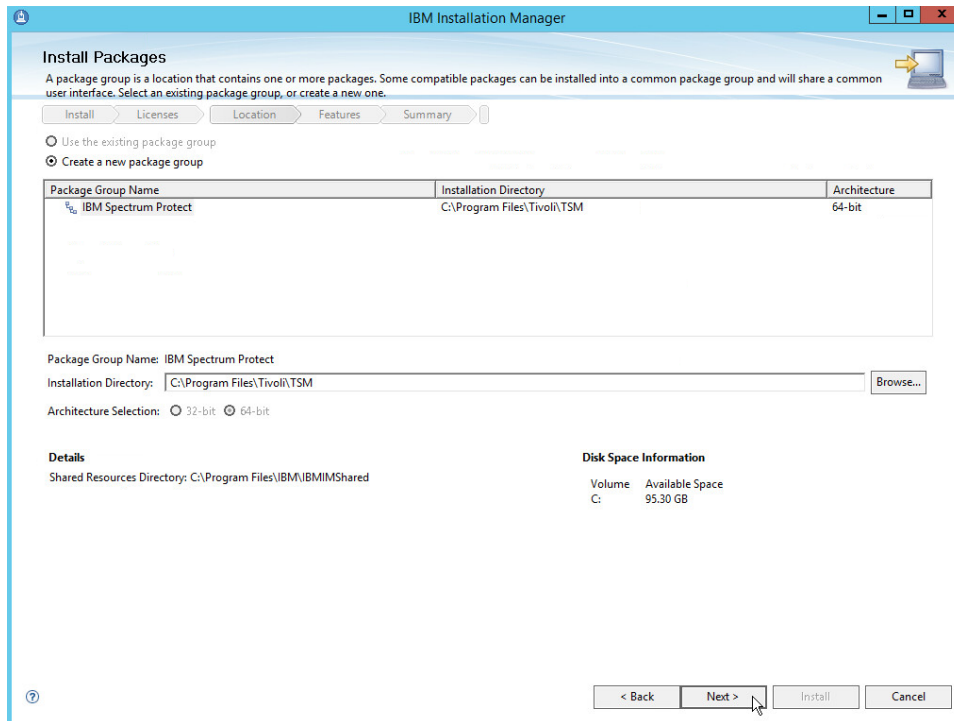 IBM Installation Manager
Install Packages
A package group is a location that contains one or more packages. Some compatible packages can be installed into a common package group and will share a common
user interface. Select an existing package group, or create a new one.
Install Licenses Location Features Summary
Use the existing package group
Create a new package group
Package Group Name Installation Directory Architecture
IBM Spectrum Protect C:\Program Files\Tivoli\TSM 64-bit
Package Group Name: IBM Spectrum Protect
Installation Directory: C:\Program Files\Tivoli\TSM Browse...
Architecture Selection: 32-bit 64-bit
Details Disk Space Information
Shared Resources Directory: C:\Program Files\IBM\IBMIMShared
Volume Available Space
C: 95.30 GB
? < Back Next > Install Cancel